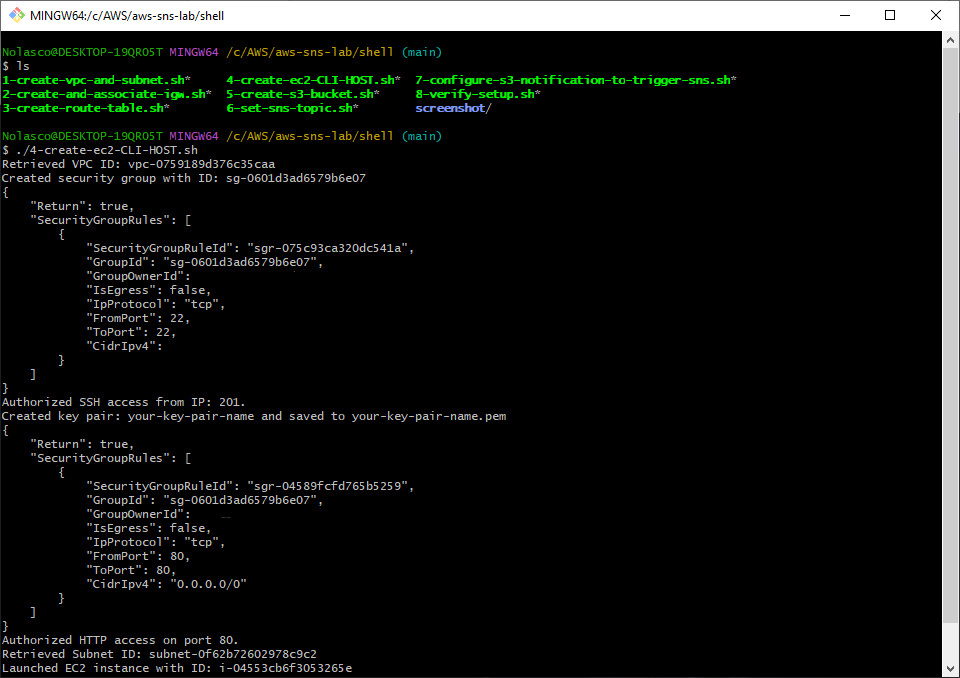 MINGW64:/c/AWS/aws-sns-lab/shell
Nolasco@DESKTOP-19QRO5T MINGW64 /c/AWS/aws-sns-lab/shell (main)
$ ls
1-create-vpc-and-subnet.sh* 4-create-ec2-CLI-HOST.sh* 7-configure-s3-notification-to-trigger-sns.sh*
2-create-and-associate-igw.sh* 5-create-s3-bucket.sh* 8-verify-setup.sh*
3-create-route-table.sh* 6-set-sns-topic.sh* screenshot/
Nolasco@DESKTOP-19QRO5T MINGW64 /c/AWS/aws-sns-lab/shell (main)
$ ./4-create-ec2-CLI-HOST.sh
Retrieved VPC ID: vpc-0759189d376c35caa
Created security group with ID: sg-0601d3ad6579b6e07
{
"Return": true,
"SecurityGroupRules": [
{
"SecurityGroupRuleId": "sgr-075c93ca320dc541a",
"GroupId": "sg-0601d3ad6579b6e07",
"GroupOwnerId":
"IsEgress": false,
"IpProtocol": "tcp",
"FromPort": 22,
"ToPort": 22,
"CidrIpv4":
}
]
}
Authorized SSH access from IP: 201.
Created key pair: your-key-pair-name and saved to your-key-pair-name.pem
{
"Return": true,
"SecurityGroupRules": [
{
"SecurityGroupRuleId": "sgr-04589fcfd765b5259",
"GroupId": "sg-0601d3ad6579b6e07",
"GroupOwnerId":
"IsEgress": false,
"IpProtocol": "tcp",
"FromPort": 80,
"ToPort": 80,
"CidrIpv4": "0.0.0.0/0"
}
]
}
Authorized HTTP access on port 80.
Retrieved Subnet ID: subnet-0f62b72602978c9c2
Launched EC2 instance with ID: i-04553cb6f3053265e